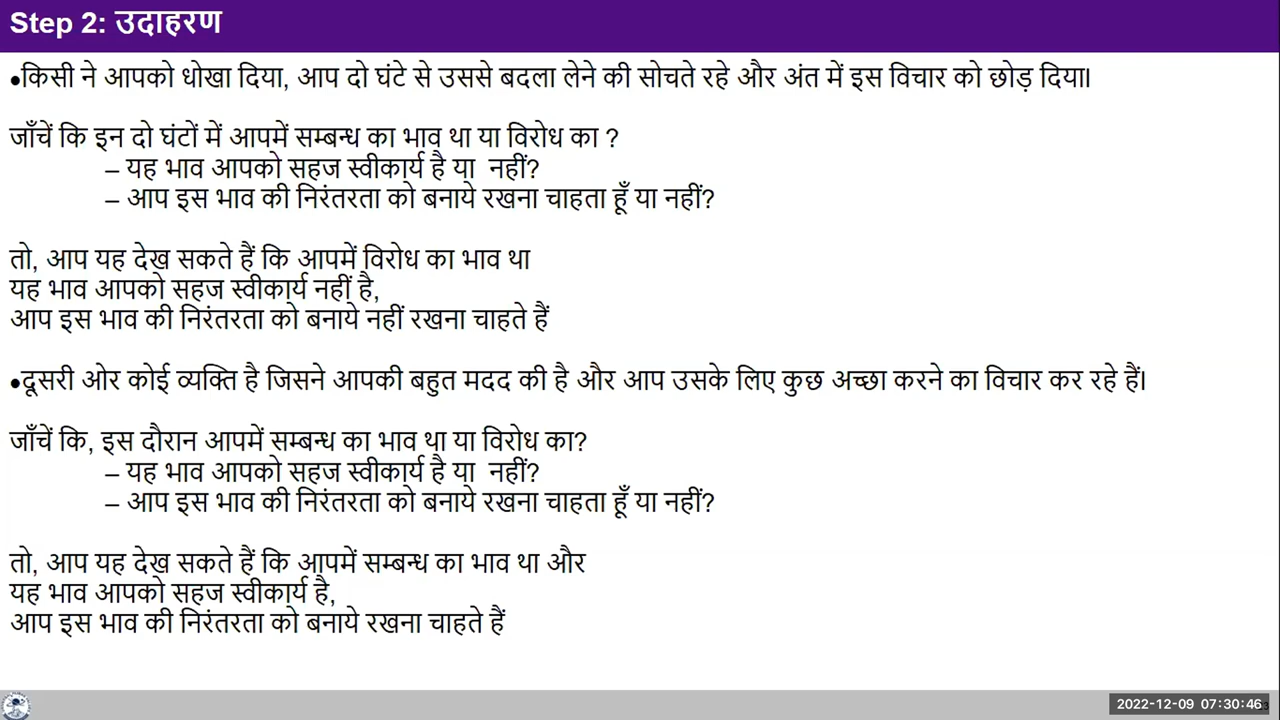 Step 2: उदाहरण
•किसी ने आपको धोखा दिया, आप दो घंटे से उससे बदला लेने की सोचते रहे और अंत में इस विचार को छोड़ दिया।
जाँचें कि इन दो घंटों में आपमें सम्बन्ध का भाव था या विरोध का ?
– यह भाव आपको सहज स्वीकार्य है या नहीं?
– आप इस भाव की निरंतरता को बनाये रखना चाहता हूँ या नहीं?
तो, आप यह देख सकते हैं कि आपमें विरोध का भाव था
यह भाव आपको सहज स्वीकार्य नहीं है,
आप इस भाव की निरंतरता को बनाये नहीं रखना चाहते हैं
•दूसरी ओर कोई व्यक्ति है जिसने आपकी बहुत मदद की है और आप उसके लिए कुछ अच्छा करने का विचार कर रहे हैं।
जाँचें कि, इस दौरान आपमें सम्बन्ध का भाव था या विरोध का?
– यह भाव आपको सहज स्वीकार्य है या नहीं?
– आप इस भाव की निरंतरता को बनाये रखना चाहता हूँ या नहीं?
तो, आप यह देख सकते हैं कि आपमें सम्बन्ध का भाव था और
यह भाव आपको सहज स्वीकार्य है,
आप इस भाव की निरंतरता को बनाये रखना चाहते हैं
2022-12-09 07:30:46